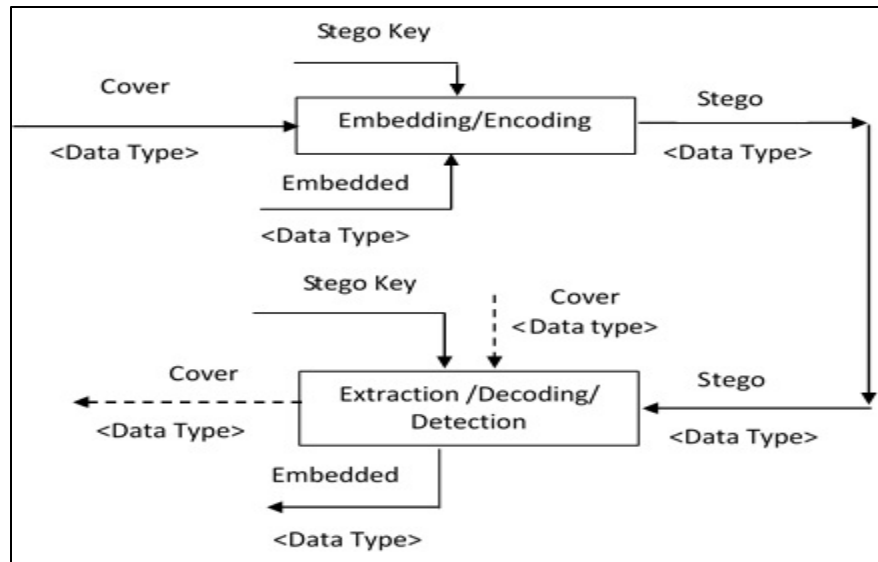 Stego Key
Cover
<Data Type>
Embedding/Encoding
Stego
<Data Type>
Embedded
<Data Type>
Stego Key
Cover
<Data type>
Cover
<Data Type>
Extraction /Decoding/
Detection
Stego
<Data Type>
Embedded
<Data Type>